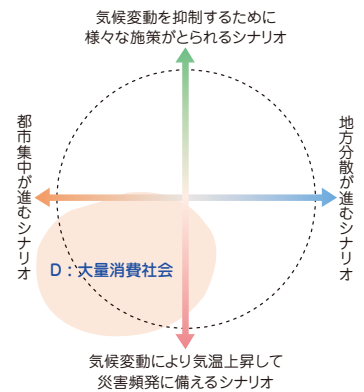 気候変動を抑制するために
様々な施策がとられるシナリオ
都市集中が進むシナリオ
地方分散が進むシナリオ
D：大量消費社会
気候変動により気温上昇して
災害頻発に備えるシナリオ